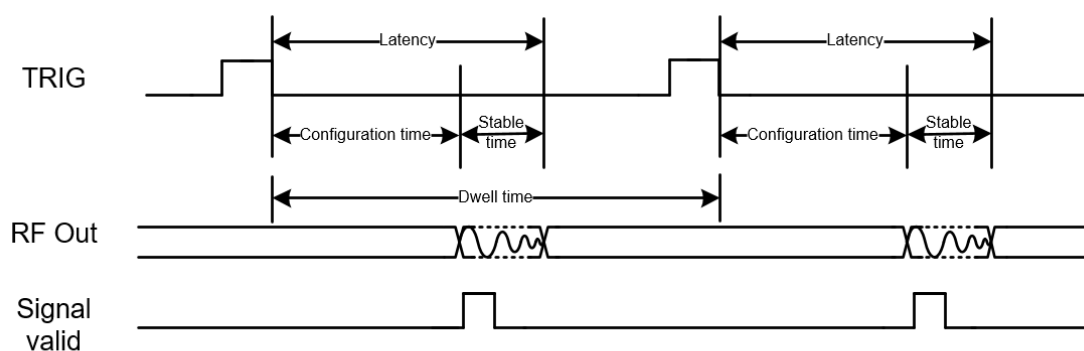 Latency
Latency
TRIG
Configuration time
Stable
time
Configuration time
Stable
time
Dwell time
RF Out
Signal
valid